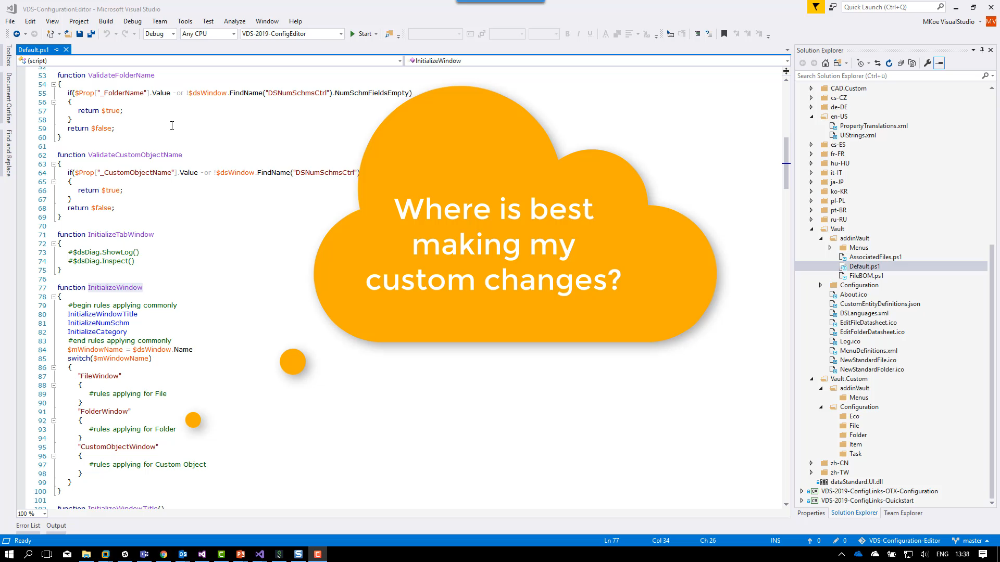 VDS-ConfigurationEditor - Microsoft Visual Studio
Quick Launch (Ctrl+Q)
File Edit View Project Build Debug Team Tools Test Analyze Window Help
MKoe VisualStudio MV
Debug Any CPU VDS-2019-ConfigEditor Start
Default.ps1
(script) InitializeWindow
Toolbox
Document Outline
Find and Replace
52
53 function ValidateFolderName
54 {
55 if($Prop["_FolderName"].Value -or !$dsWindow.FindName("DSNumSchmsCtrl").NumSchmFieldsEmpty)
56 {
57 return $true;
58 }
59 return $false;
60 }
61
62 function ValidateCustomObjectName
63 {
64 if($Prop["_CustomObjectName"].Value -or !$dsWindow.FindName("DSNumSchmsCtrl")
65 {
66 return $true;
67 }
68 return $false;
69 }
70
71 function InitializeTabWindow
72 {
73 #$dsDiag.ShowLog()
74 #$dsDiag.Inspect()
75 }
76
77 function InitializeWindow
78 {
79 #begin rules applying commonly
80 InitializeWindowTitle
81 InitializeNumSchm
82 InitializeCategory
83 #end rules applying commonly
84 $mWindowName = $dsWindow.Name
85 switch($mWindowName)
86 {
87 "FileWindow"
88 {
89 #rules applying for File
90 }
91 "FolderWindow"
92 {
93 #rules applying for Folder
94 }
95 "CustomObjectWindow"
96 {
97 #rules applying for Custom Object
98 }
99 }
100 }
101
102 function InitializeWindowTitle()
Where is best
making my
custom changes?
Solution Explorer
Search Solution Explorer (Ctrl+ü)
CAD.Custom
cs-CZ
de-DE
en-US
PropertyTranslations.xml
UIStrings.xml
es-ES
fr-FR
hu-HU
it-IT
ja-JP
ko-KR
pl-PL
pt-BR
ru-RU
Vault
addinVault
Menus
AssociatedFiles.ps1
Default.ps1
FileBOM.ps1
Configuration
About.ico
CustomEntityDefinitions.json
DSLanguages.xml
EditFileDatasheet.ico
EditFolderDatasheet.ico
Log.ico
MenuDefinitions.xml
NewStandardFile.ico
NewStandardFolder.ico
Vault.Custom
addinVault
Menus
Configuration
Eco
File
Folder
Item
Task
zh-CN
zh-TW
dataStandard.UI.dll
VDS-2019-ConfigLinks-OTX-Configuration
VDS-2019-ConfigLinks-Quickstart
Properties Solution Explorer Team Explorer
100 %
Error List Output
Ready Ln 77 Col 34 Ch 26 INS 0 0 VDS-Configuration-Editor master
ENG 13:38